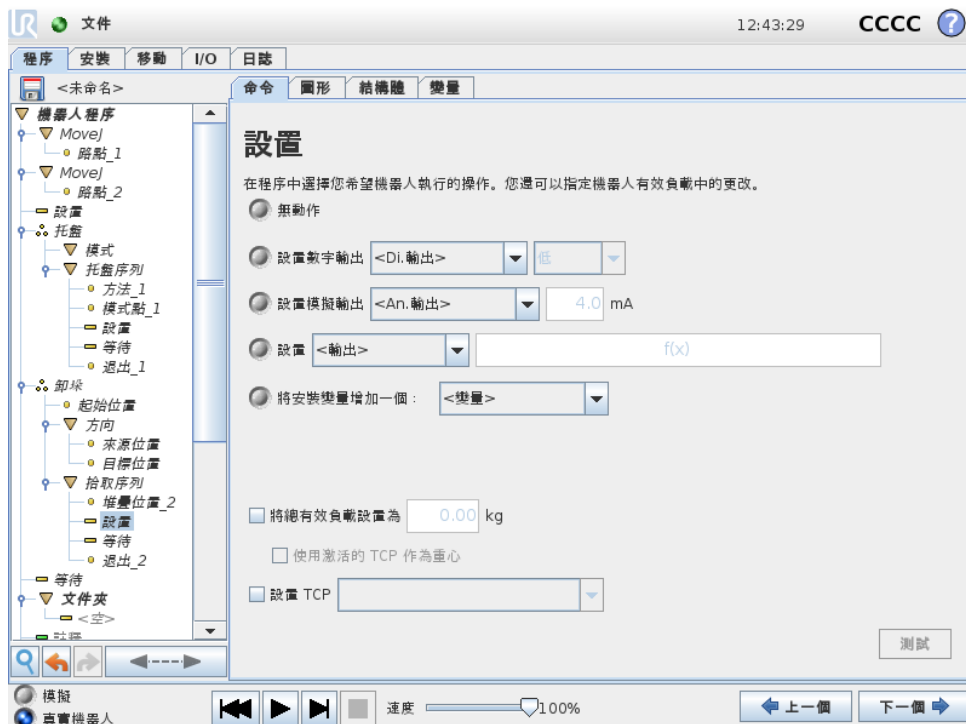 UR 文件 12:43:29 CCCC ?
程序 安裝 移動 I/O 日誌
<未命名>
命令 圖形 結構體 變量
機器人程序
MoveJ
路點_1
MoveJ
路點_2
設置
托盤
模式
托盤序列
方法_1
模式點_1
設置
等待
退出_1
卸垛
起始位置
方向
來源位置
目標位置
拾取序列
堆疊位置_2
設置
等待
退出_2
等待
文件夾
<空>
註釋
設置
在程序中選擇您希望機器人執行的操作。您還可以指定機器人有效負載中的更改。
無動作
設置數字輸出 <Di.輸出> 低
設置模擬輸出 <An.輸出> 4.0 mA
設置 <輸出> f(x)
將安裝變量增加一個： <變量>
將總有效負載設置為 0.00 kg
使用激活的 TCP 作為重心
設置 TCP
測試
模擬
真實機器人
速度 100%
上一個 下一個